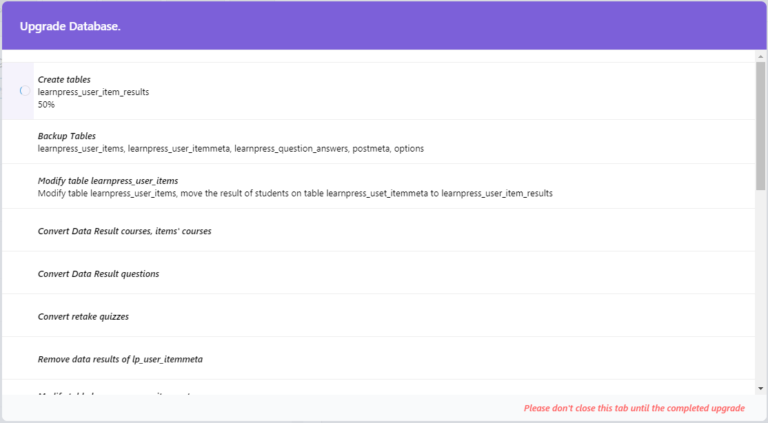 Upgrade Database.
Create tables
learnpress_user_item_results
50%
Backup Tables
learnpress_user_items, learnpress_user_itemmeta, learnpress_question_answers, postmeta, options
Modify table learnpress_user_items
Modify table learnpress_user_items, move the result of students on table learnpress_uset_itemmeta to learnpress_user_item_results
Convert Data Result courses, items' courses
Convert Data Result questions
Convert retake quizzes
Remove data results of lp_user_itemmeta
Please don't close this tab until the completed upgrade